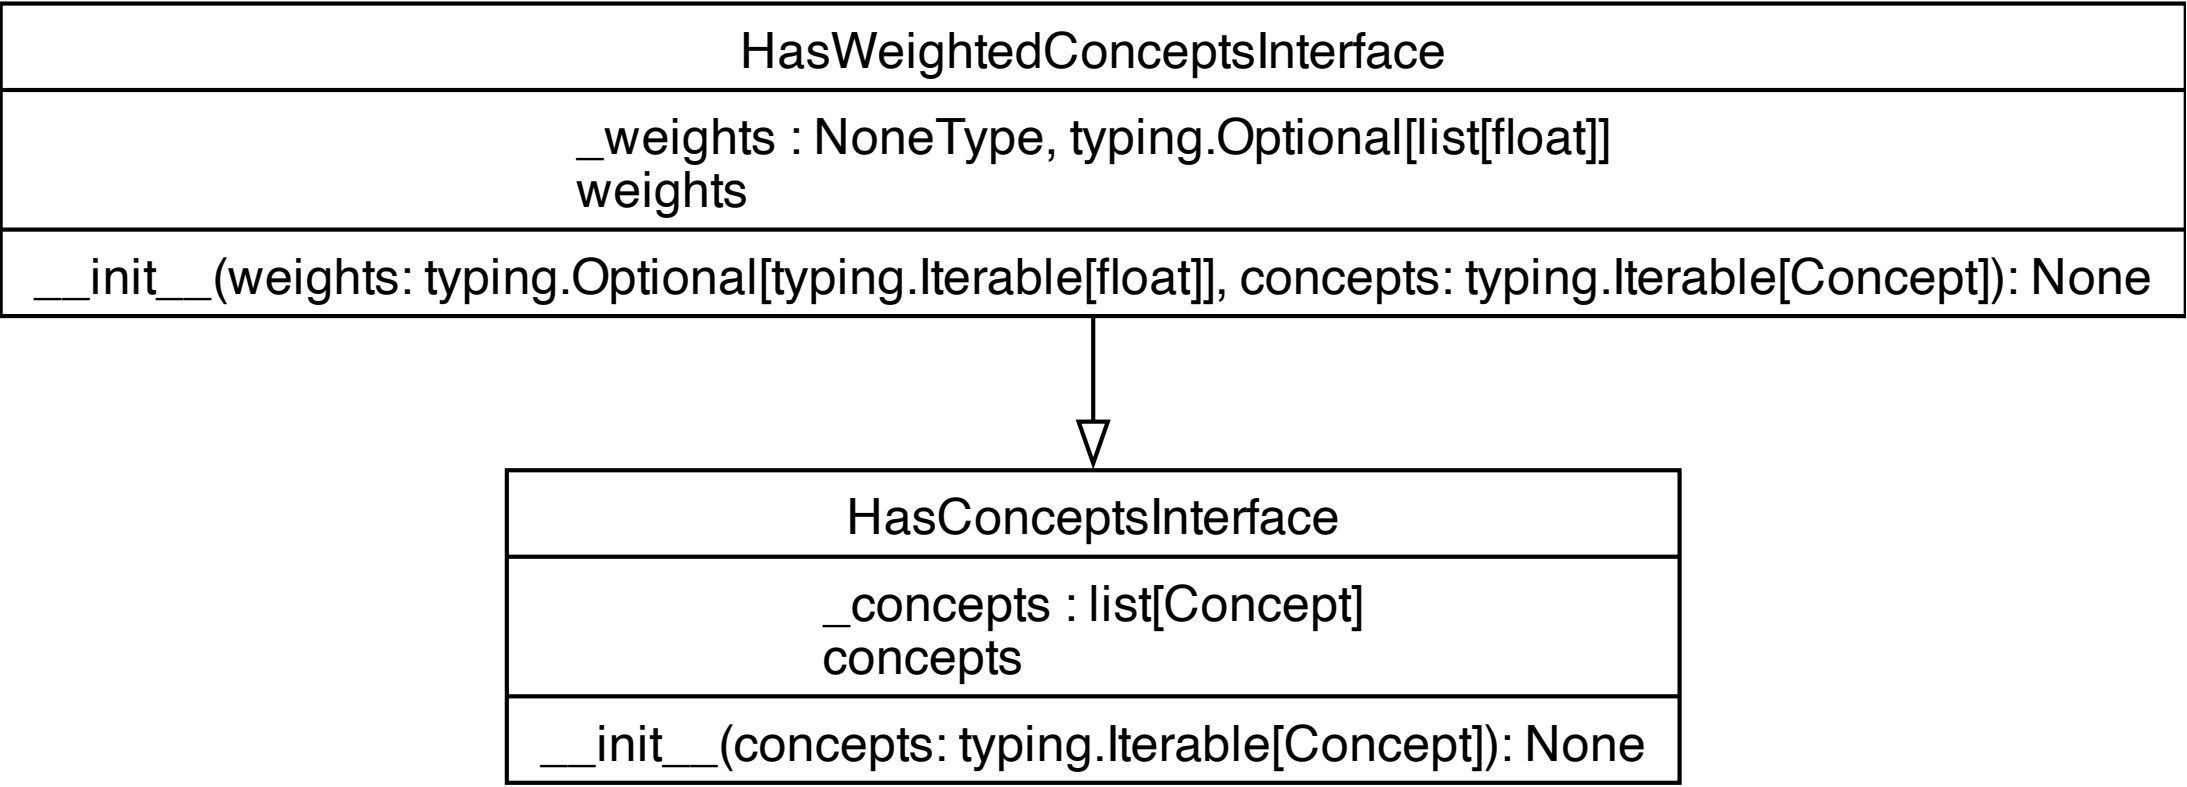 HasWeightedConceptsInterface
_weights : NoneType, typing.Optional[list[float]]
weights
__init__(weights: typing.Optional[typing.Iterable[float]], concepts: typing.Iterable[Concept]): None
HasConceptsInterface
_concepts : list[Concept]
concepts
__init__(concepts: typing.Iterable[Concept]): None